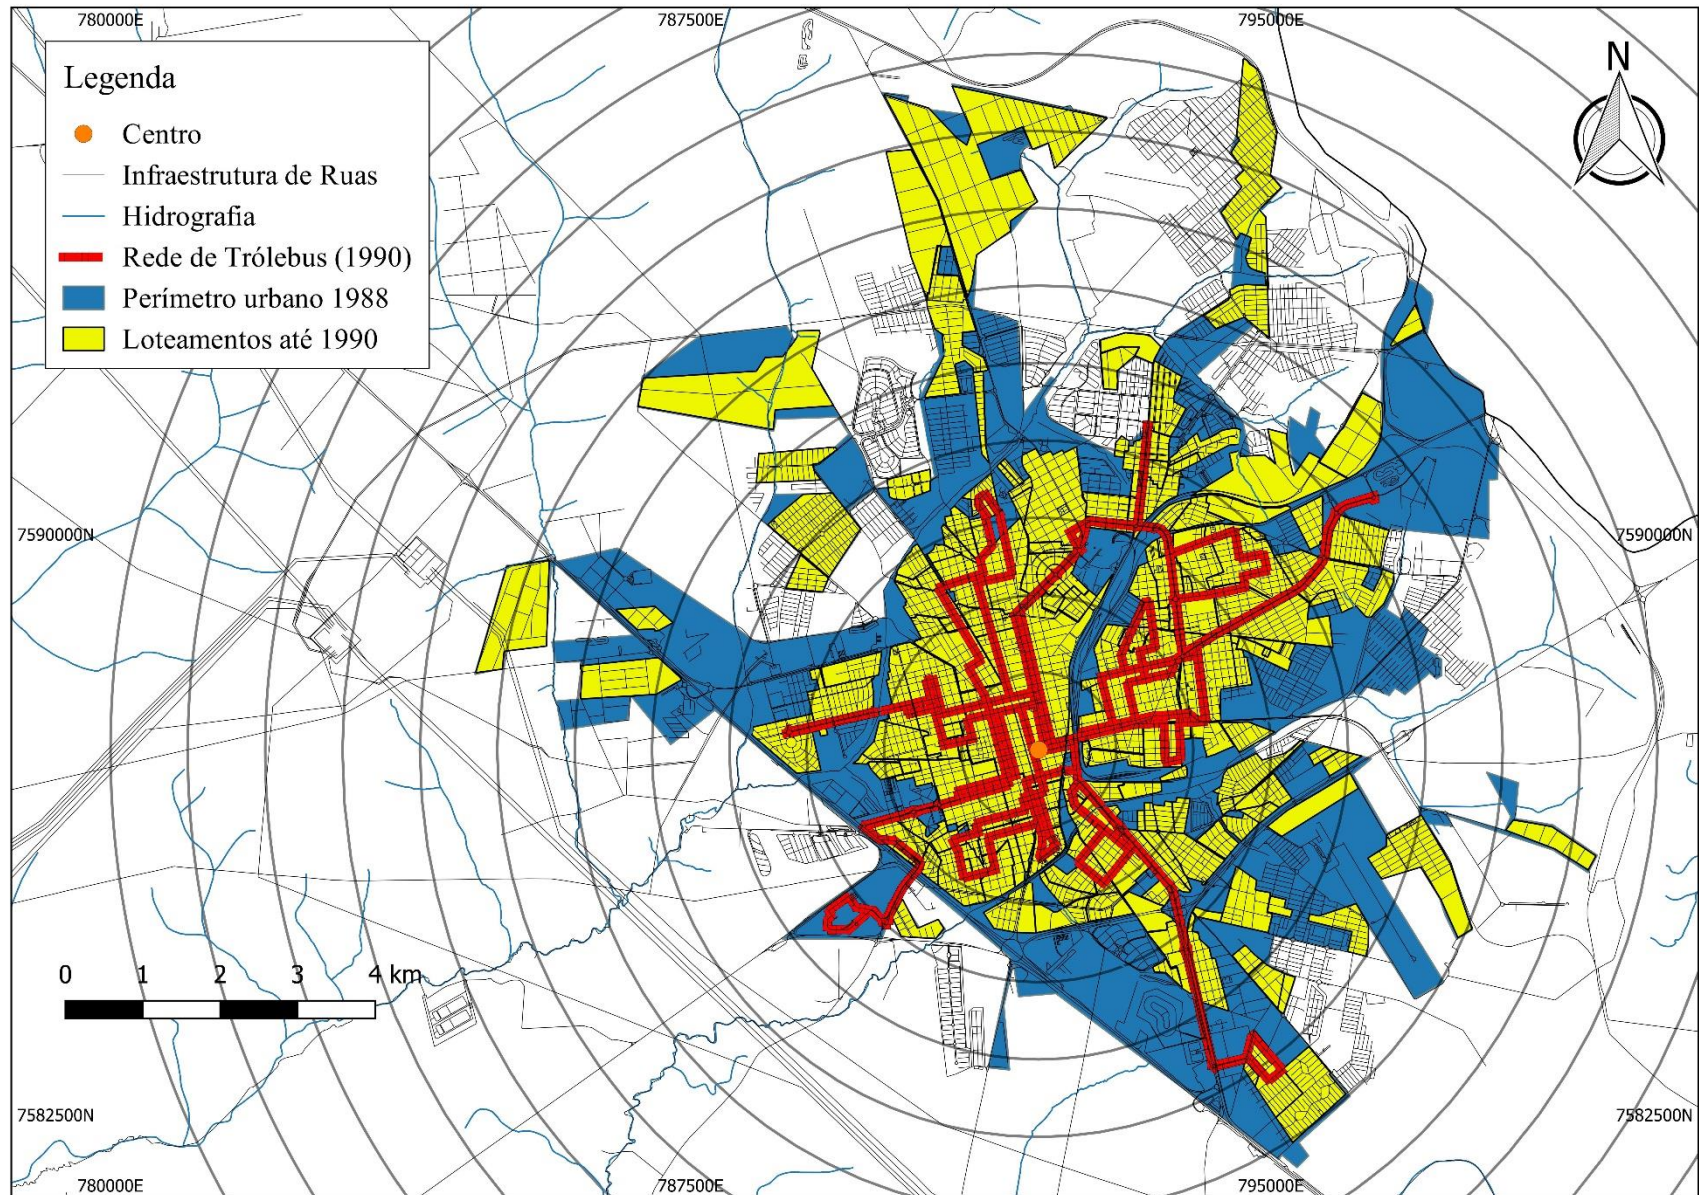 780000E 787500E 795000E
N
Legenda
Centro
Infraestrutura de Ruas
Hidrografia
Rede de Trólebus (1990)
Perímetro urbano 1988
Loteamentos até 1990
7590000N 7590000N
0 1 2 3 4 km
7582500N 7582500N
780000E 787500E 795000E